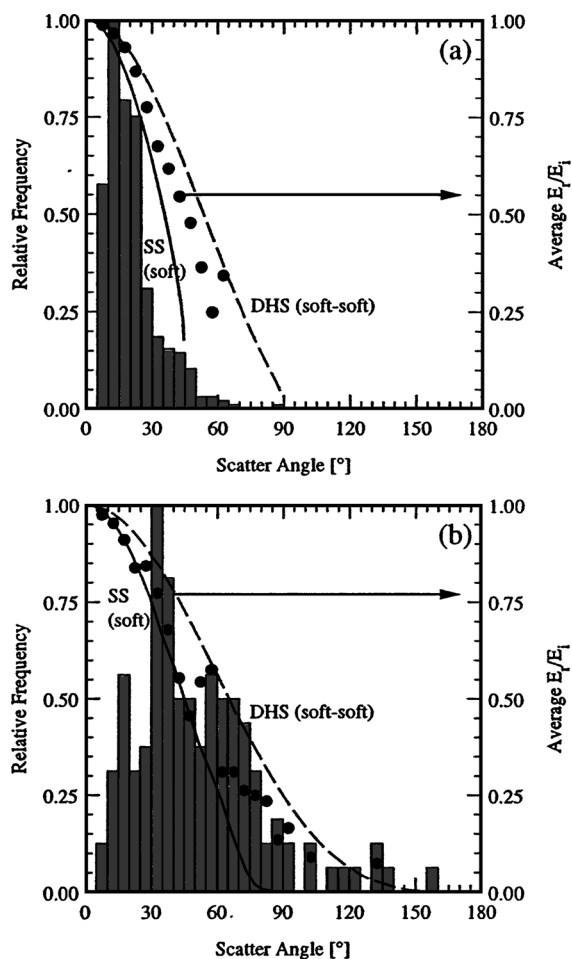 (a)
1.00
0.75
0.50
0.25
0.00
Relative Frequency
SS
(soft)
DHS (soft-soft)
1.00
0.75
0.50
0.25
0.00
Average E_r/E_i
0 30 60 90 120 150 180
Scatter Angle [°]
(b)
1.00
0.75
0.50
0.25
0.00
Relative Frequency
SS
(soft)
DHS (soft-soft)
1.00
0.75
0.50
0.25
0.00
Average E_r/E_i
0 30 60 90 120 150 180
Scatter Angle [°]